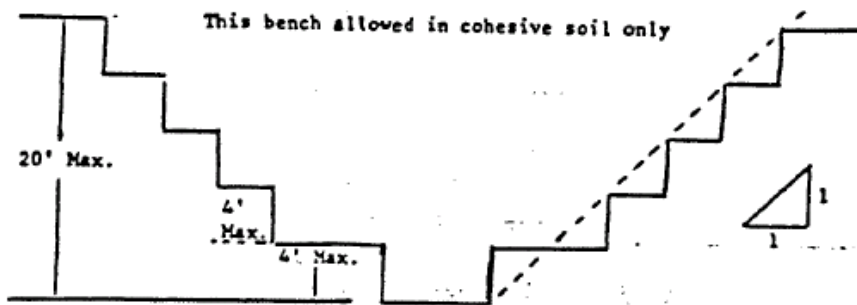 This bench allowed in cohesive soil only
20' Max.
4'
Max.
4' Max.
1
1